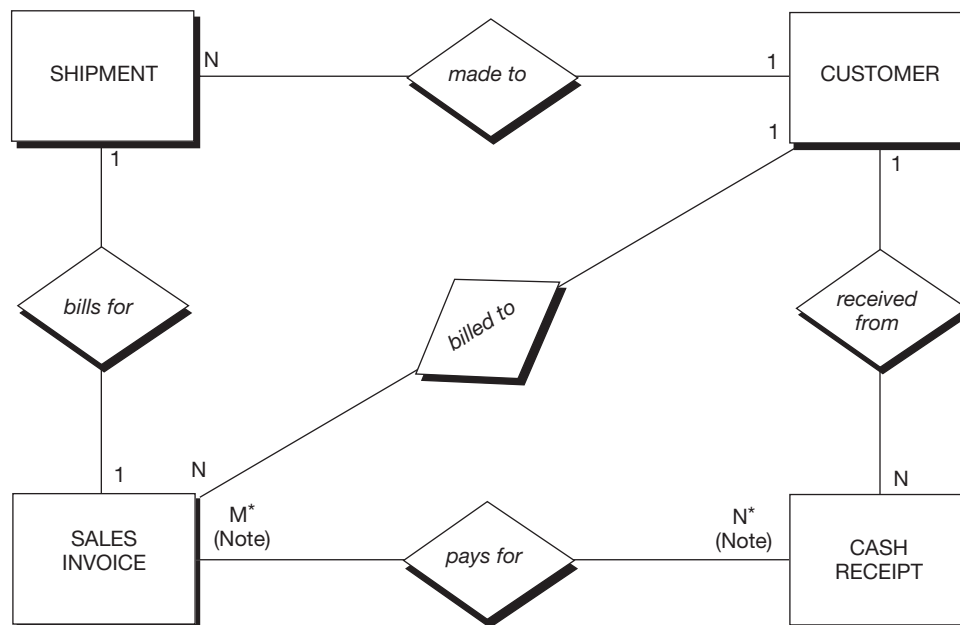 SHIPMENT
N
made to
1
CUSTOMER
1
1
1
bills for
billed to
received
from
1
N
N
SALES
INVOICE
M*
(Note)
pays for
N*
(Note)
CASH
RECEIPT